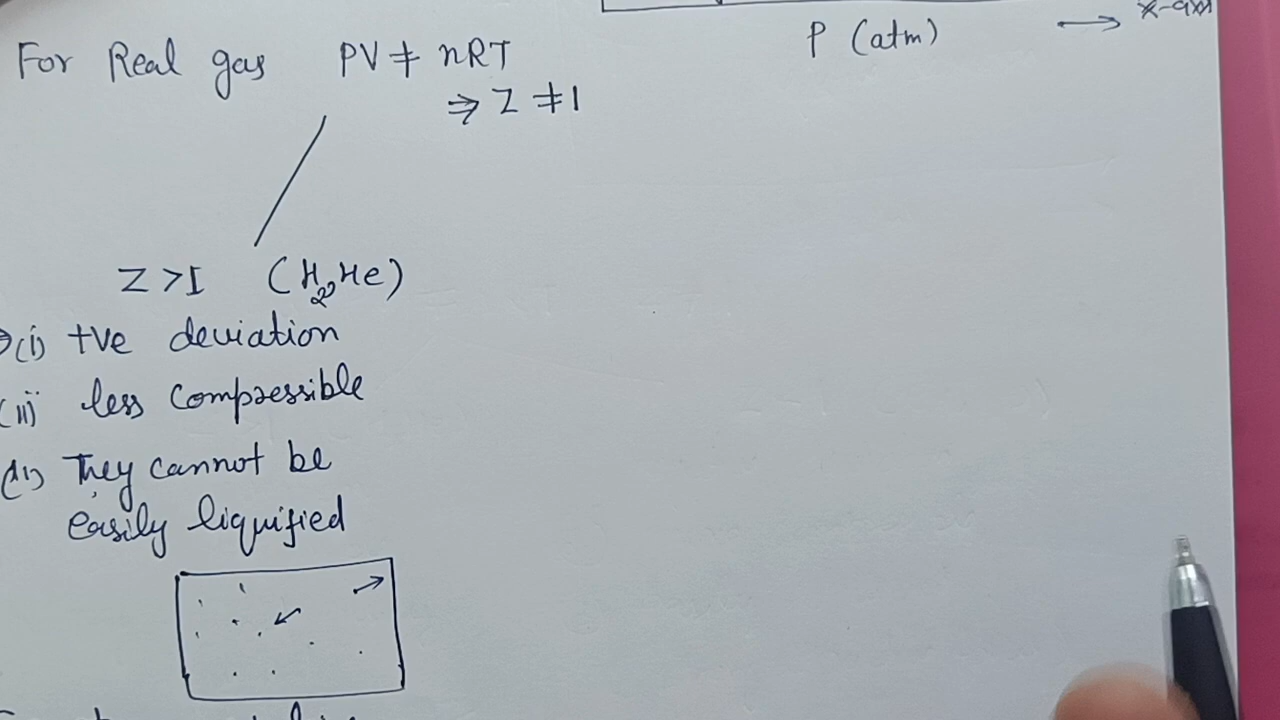 P (atm) → x-axis
For Real gas PV ≠ nRT
⇒ Z ≠ 1
Z > 1 (H₂, He)
(i) +ve deviation
(ii) less compressible
(iii) They cannot be
easily liquified